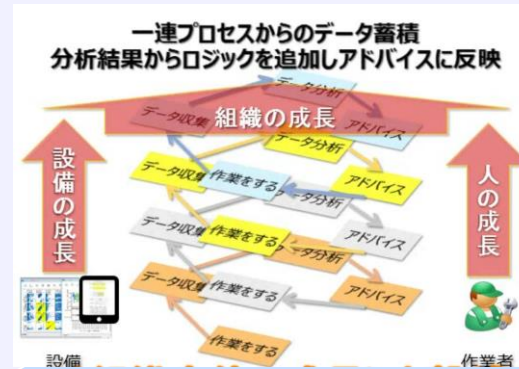 一連プロセスからのデータ蓄積
分析結果からロジックを追加しアドバイスに反映
データ分析
データ収集
組織の成長
アドバイス
データ分析
設備の成長
人の成長
データ収集
作業をする
アドバイス
データ分析
データ収集
作業をする
アドバイス
データ分析
データ収集
作業をする
アドバイス
作業をする
設備
作業者